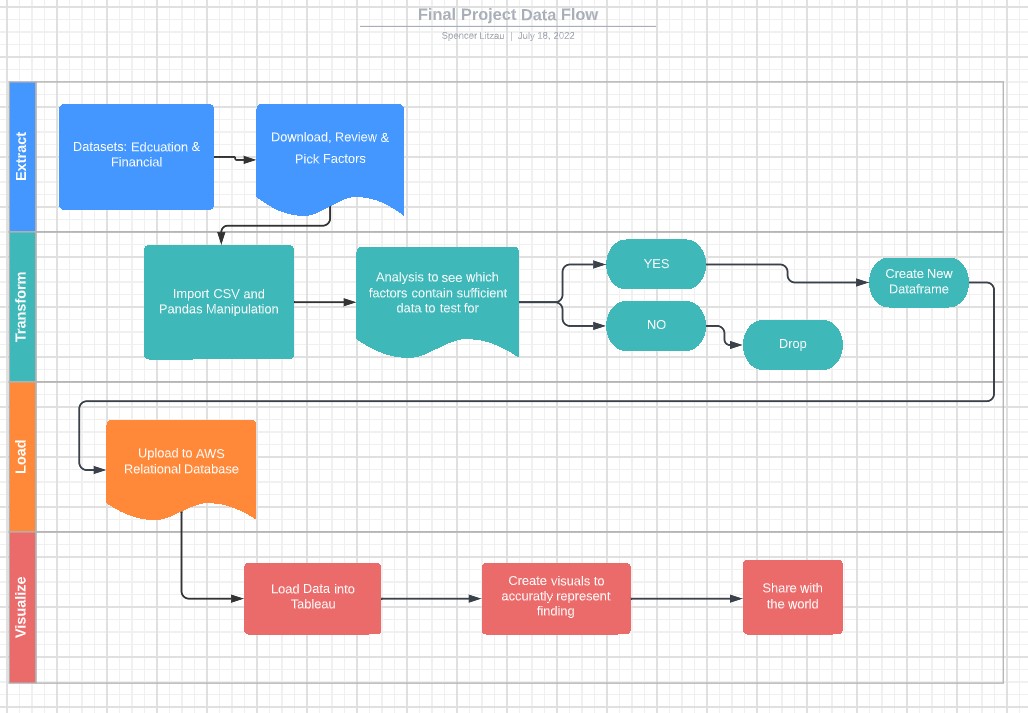 Final Project Data Flow
Spencer Litzau | July 18, 2022
Extract
Datasets: Edcuation &
Financial
Download, Review &
Pick Factors
Transform
Import CSV and
Pandas Manipulation
Analysis to see which
factors contain sufficient
data to test for
YES
NO
Drop
Create New
Dataframe
Load
Upload to AWS
Relational Database
Visualize
Load Data into
Tableau
Create visuals to
accuratly represent
finding
Share with
the world